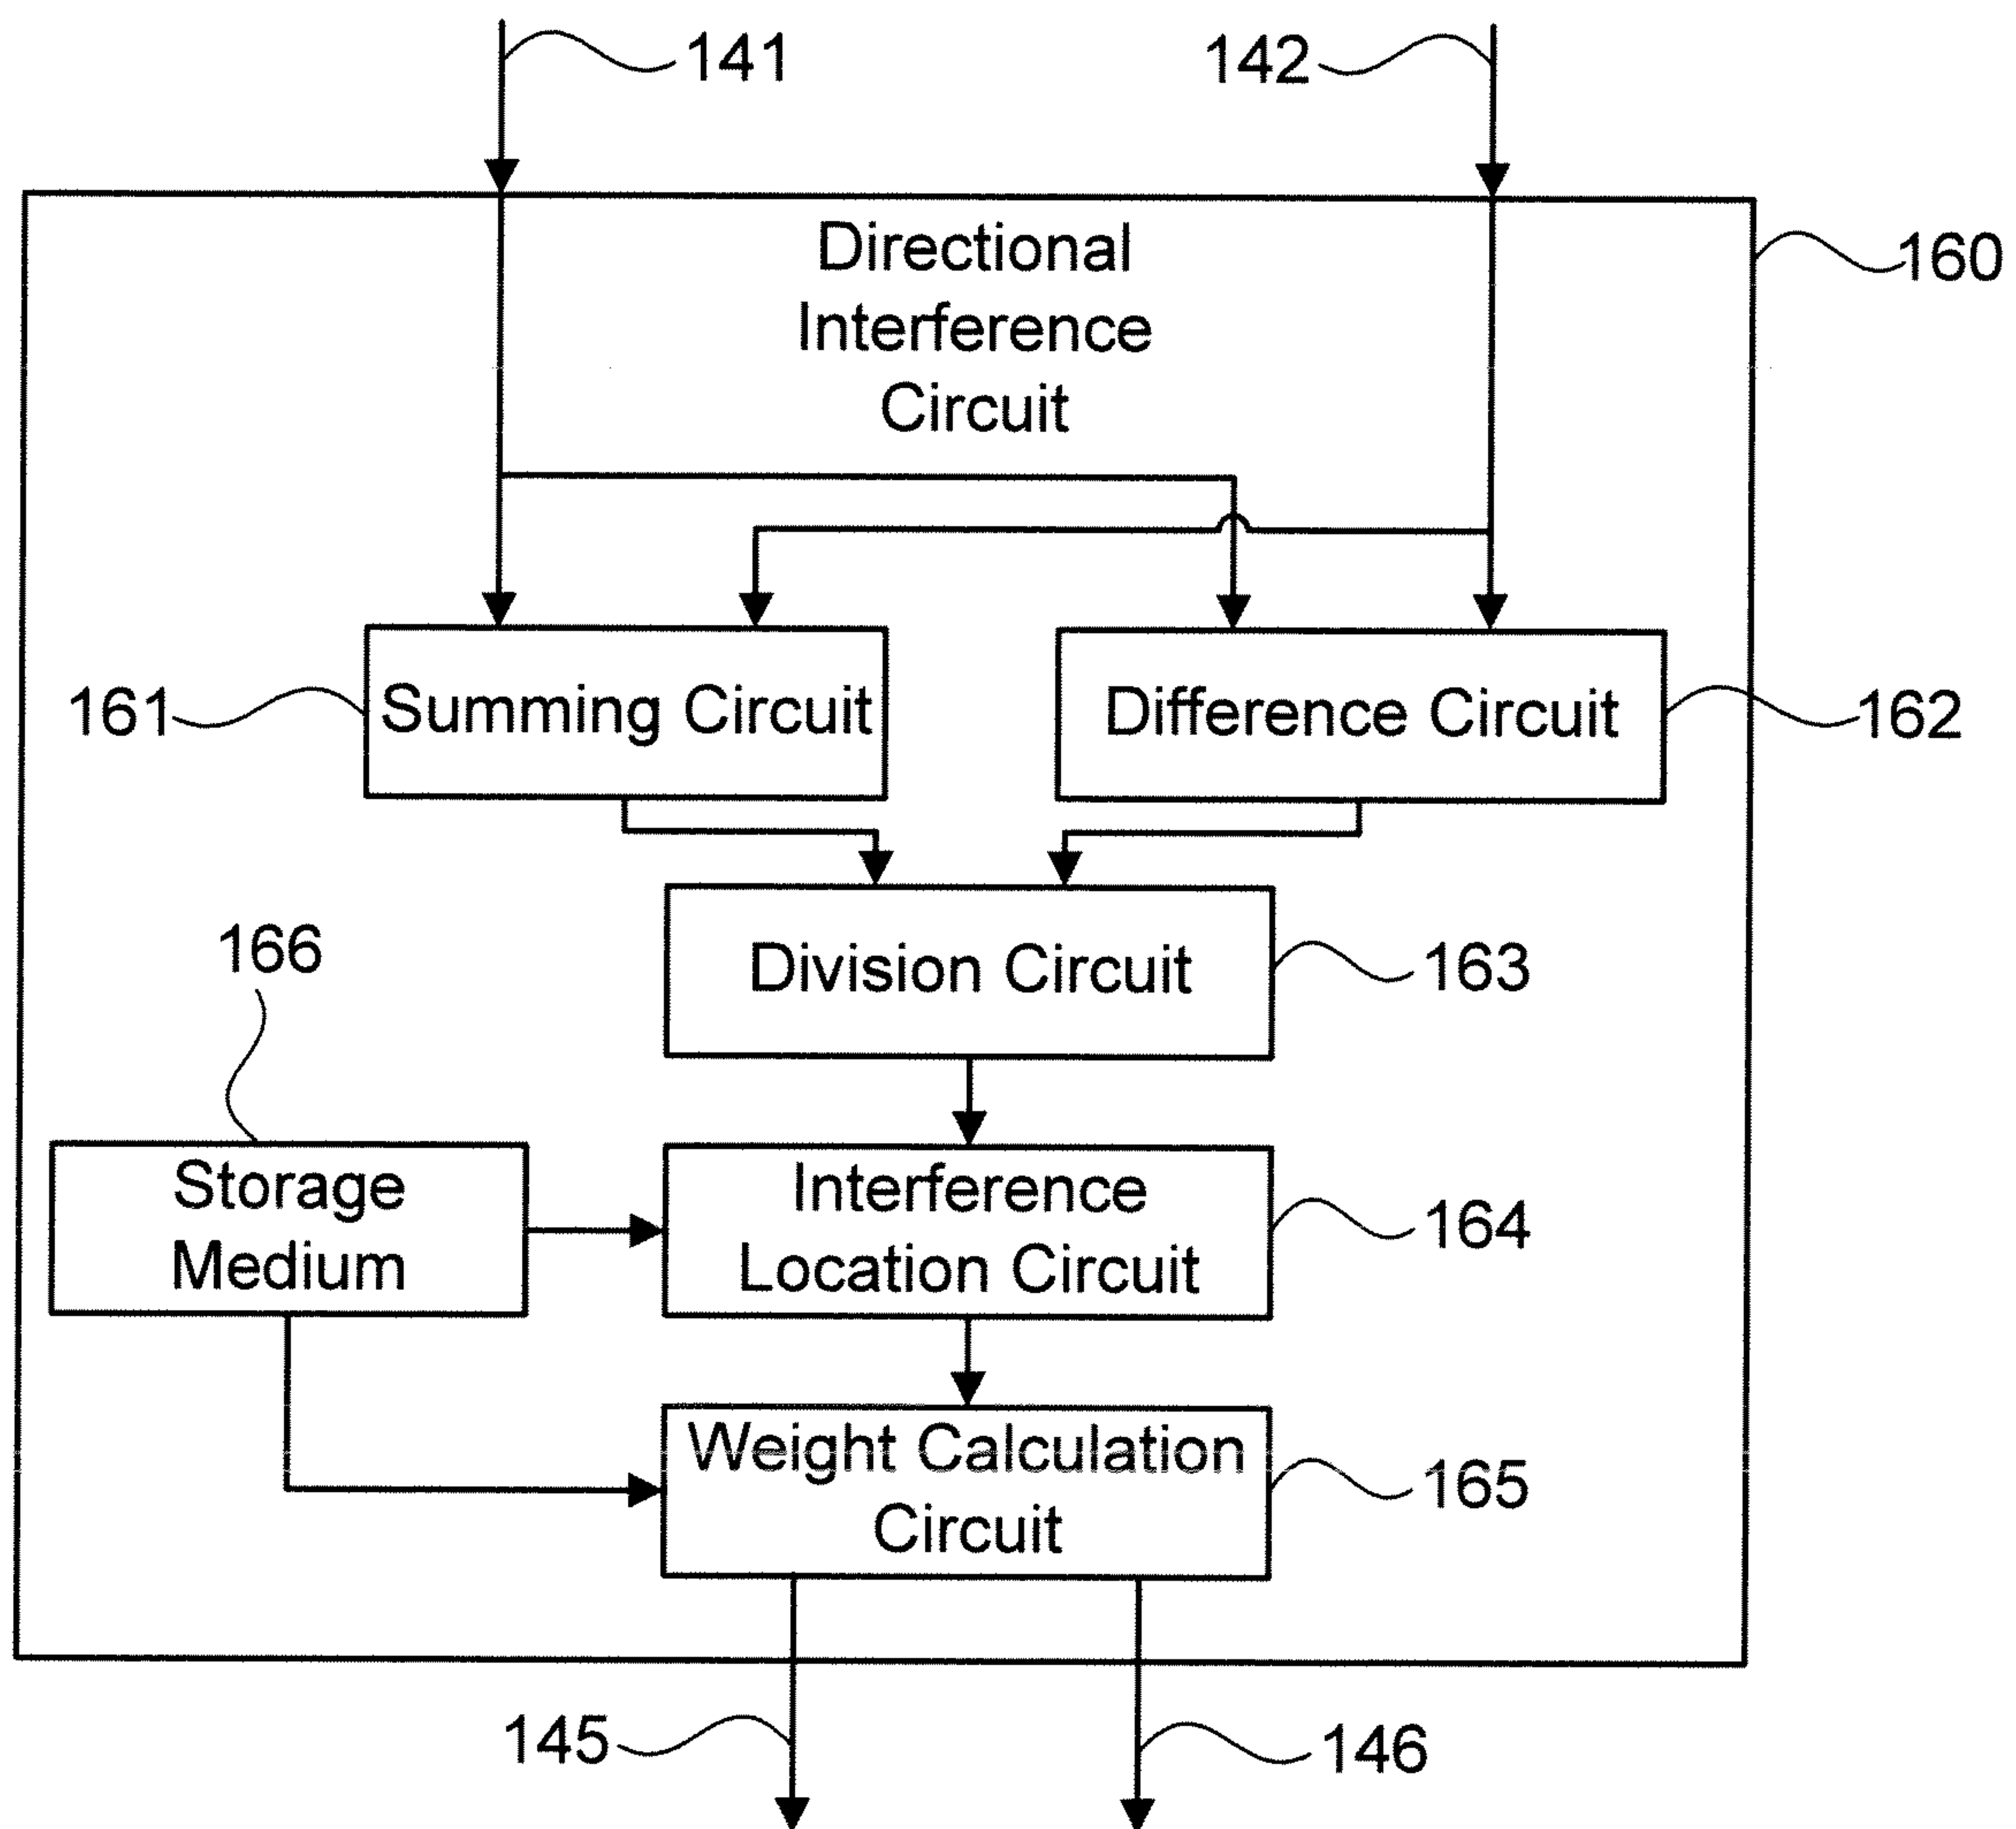 141
142
Directional
Interference
Circuit
160
161
Summing Circuit
Difference Circuit
162
Division Circuit
163
166
Storage
Medium
Interference
Location Circuit
164
Weight Calculation
Circuit
165
145
146